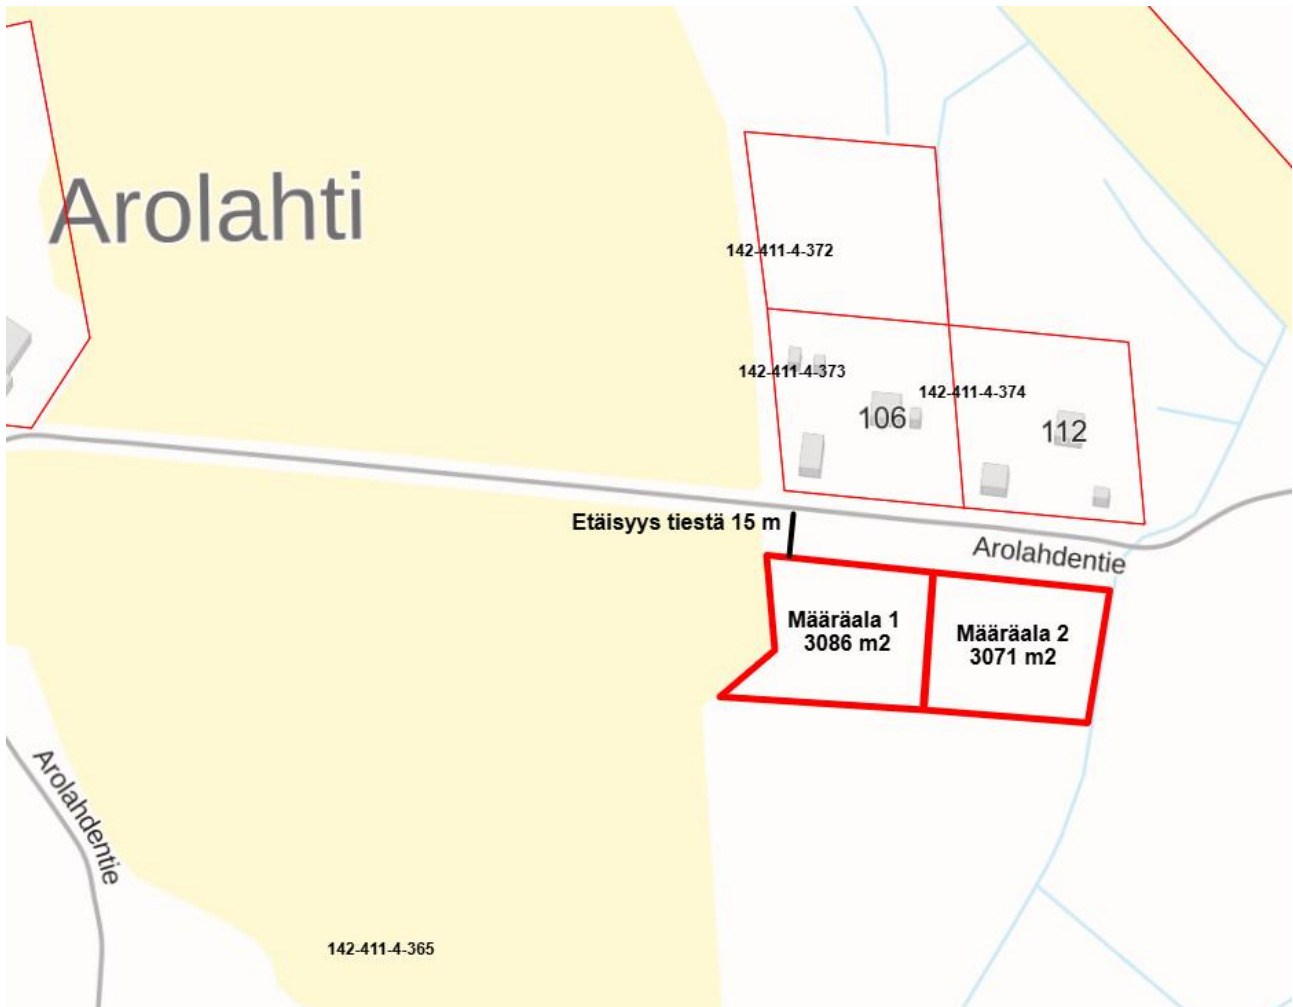 Arolahti
142-411-4-372
142-411-4-373
142-411-4-374
106
112
Etäisyys tiestä 15 m
Arolahdentie
Määräala 1
3086 m2
Määräala 2
3071 m2
Arolahdentie
142-411-4-365